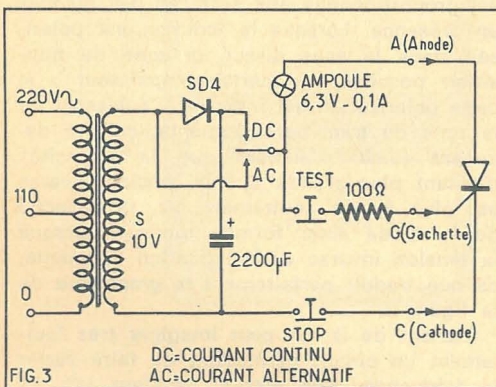 A (Anode)
SD4
AMPOULE
6,3V-0,1A
220V∿
DC
AC
TEST
100Ω
110
S
10V
G(Gachette)
+
2200µF
0
STOP
C (Cathode)
DC=COURANT CONTINU
FIG.3
AC=COURANT ALTERNATIF